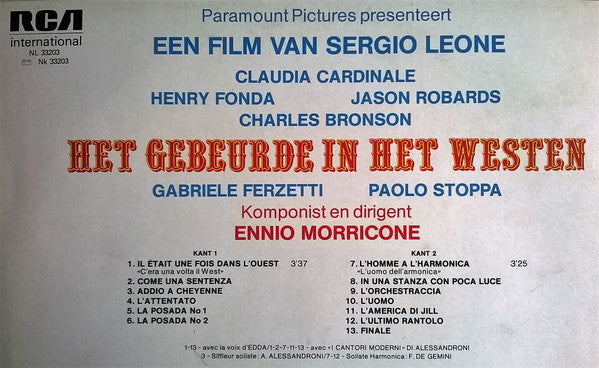 RCA
international
NL 33203
Nk 33203
Paramount Pictures presenteert
EEN FILM VAN SERGIO LEONE
CLAUDIA CARDINALE
HENRY FONDA JASON ROBARDS
CHARLES BRONSON
HET GEBEURDE IN HET WESTEN
GABRIELE FERZETTI PAOLO STOPPA
Komponist en dirigent
ENNIO MORRICONE
KANT 1
1. IL ÉTAIT UNE FOIS DANS L'OUEST 3'37
«C'era una volta il West»
2. COME UNA SENTENZA
3. ADDIO A CHEYENNE
4. L'ATTENTATO
5. LA POSADA No 1
6. LA POSADA No 2
KANT 2
7. L'HOMME A L'HARMONICA 3'25
«L'uomo dell'armonica»
8. IN UNA STANZA CON POCA LUCE
9. L'ORCHESTRACCIA
10. L'UOMO
11. L'AMERICA DI JILL
12. L'ULTIMO RANTOLO
13. FINALE
1-13 - avec la voix d'EDDA/1-2-7-11-13 - avec «I CANTORI MODERNI» DI ALESSANDRONI
3 - Siffleur soliste: A. ALESSANDRONI/7-12 - Soliste Harmonica: F. DE GEMINI